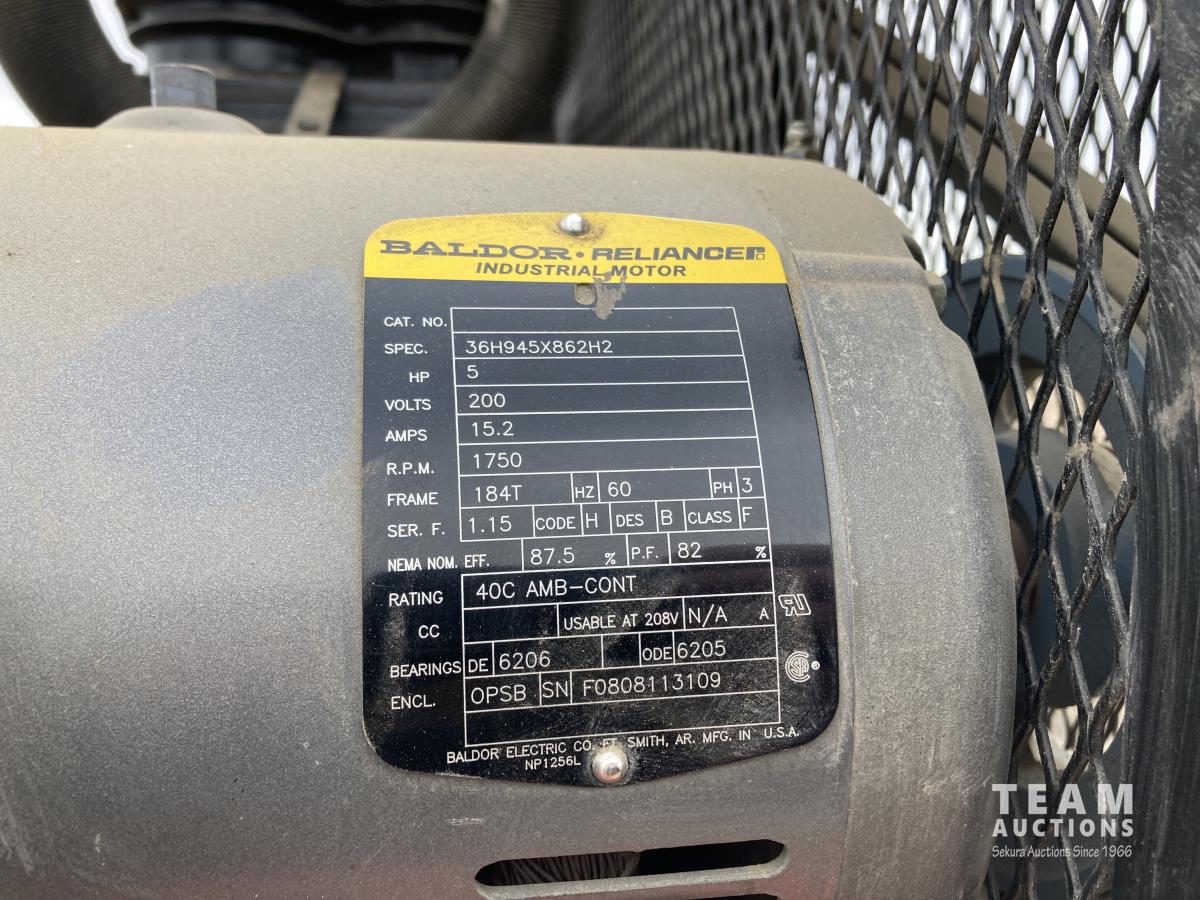 BALDOR • RELIANCE
INDUSTRIAL MOTOR
CAT. NO.
SPEC. 36H945X862H2
HP 5
VOLTS 200
AMPS 15.2
R.P.M. 1750
FRAME 184T HZ 60 PH 3
SER. F. 1.15 CODE H DES B CLASS F
NEMA NOM. EFF. 87.5 % P.F. 82 %
RATING 40C AMB-CONT
CC USABLE AT 208V N/A A
BEARINGS DE 6206 ODE 6205
ENCL. OPSB SN F0808113109
BALDOR ELECTRIC CO. FT. SMITH, AR. MFG. IN U.S.A.
NP1256L
TEAM
AUCTIONS
Sekura Auctions Since 1966